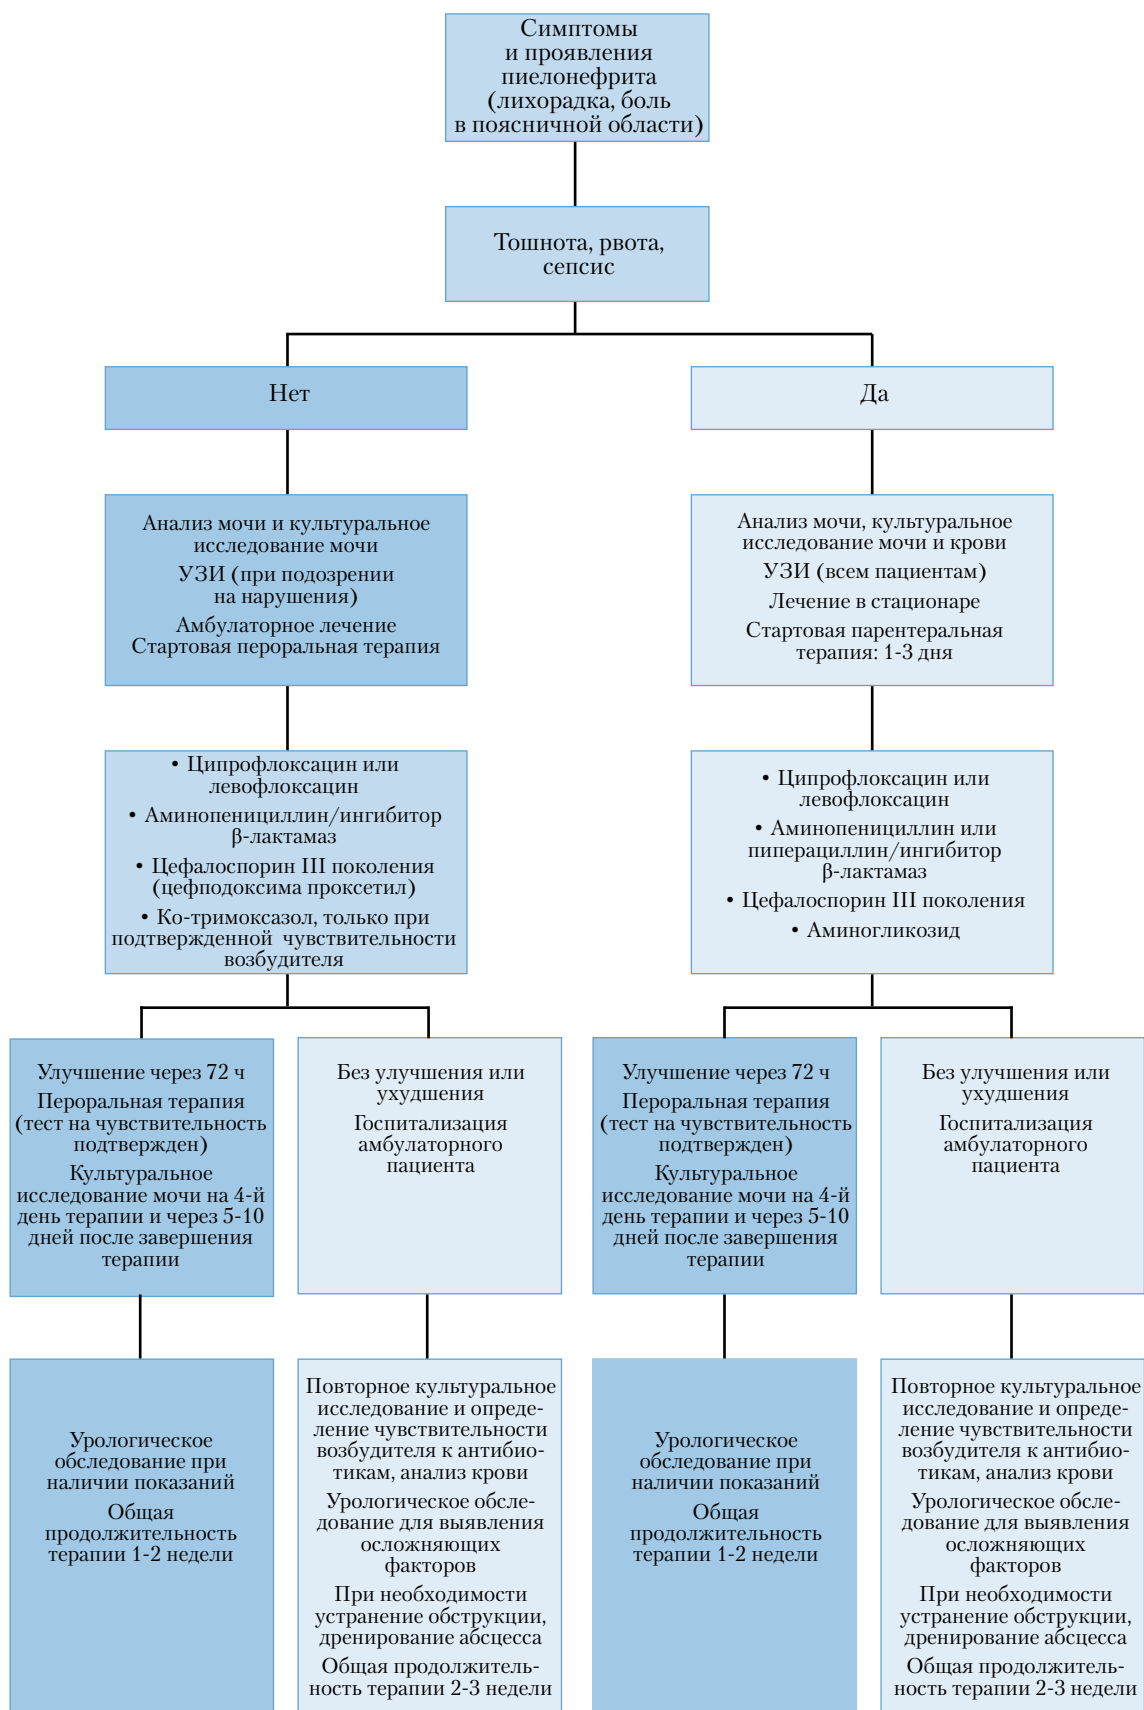 Симптомы
и проявления
пиелонефрита
(лихорадка, боль
в поясничной области)
Тошнота, рвота,
сепсис
Нет
Да
Анализ мочи и культуральное
исследование мочи
УЗИ (при подозрении
на нарушения)
Амбулаторное лечение
Стартовая пероральная терапия
Анализ мочи, культуральное
исследование мочи и крови
УЗИ (всем пациентам)
Лечение в стационаре
Стартовая парентеральная
терапия: 1-3 дня
• Ципрофлоксацин или
левофлоксацин
• Аминопенициллин/ингибитор
β-лактамаз
• Цефалоспорин III поколения
(цефподоксима проксетил)
• Ко-тримоксазол, только при
подтвержденной чувствительности
возбудителя
• Ципрофлоксацин или
левофлоксацин
• Аминопенициллин или
пиперациллин/ингибитор
β-лактамаз
• Цефалоспорин III поколения
• Аминогликозид
Улучшение через 72 ч
Пероральная терапия
(тест на чувствительность
подтвержден)
Культуральное
исследование мочи на 4-й
день терапии и через 5-10
дней после завершения
терапии
Без улучшения или
ухудшения
Госпитализация
амбулаторного
пациента
Улучшение через 72 ч
Пероральная терапия
(тест на чувствительность
подтвержден)
Культуральное
исследование мочи на 4-й
день терапии и через 5-10
дней после завершения
терапии
Без улучшения или
ухудшения
Госпитализация
амбулаторного
пациента
Урологическое
обследование при
наличии показаний
Общая
продолжительность
терапии 1-2 недели
Повторное культуральное
исследование и опреде-
ление чувствительности
возбудителя к антибио-
тикам, анализ крови
Урологическое обсле-
дование для выявления
осложняющих
факторов
При необходимости
устранение обструкции,
дренирование абсцесса
Общая продолжитель-
ность терапии 2-3 недели
Урологическое
обследование при
наличии показаний
Общая
продолжительность
терапии 1-2 недели
Повторное культуральное
исследование и опреде-
ление чувствительности
возбудителя к антибио-
тикам, анализ крови
Урологическое обсле-
дование для выявления
осложняющих
факторов
При необходимости
устранение обструкции,
дренирование абсцесса
Общая продолжитель-
ность терапии 2-3 недели